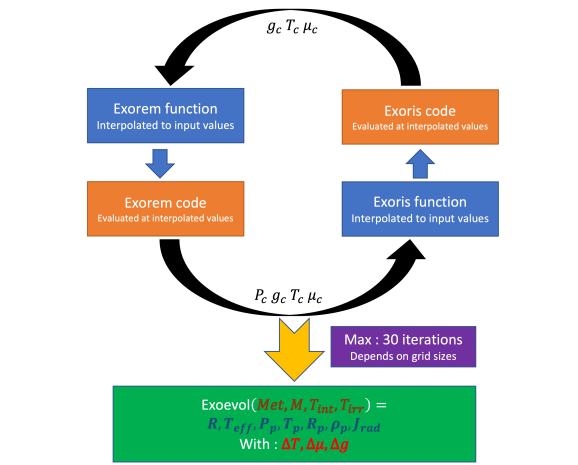 g_c T_c μ_c
Exorem function
Interpolated to input values
Exoris code
Evaluated at interpolated values
Exorem code
Evaluated at interpolated values
Exoris function
Interpolated to input values
P_c g_c T_c μ_c
Max : 30 iterations
Depends on grid sizes
Exoevol(Met, M, T_int, T_irr) =
R, T_eff, P_p, T_p, R_p, ρ_p, J_rad
With : ΔT, Δμ, Δg